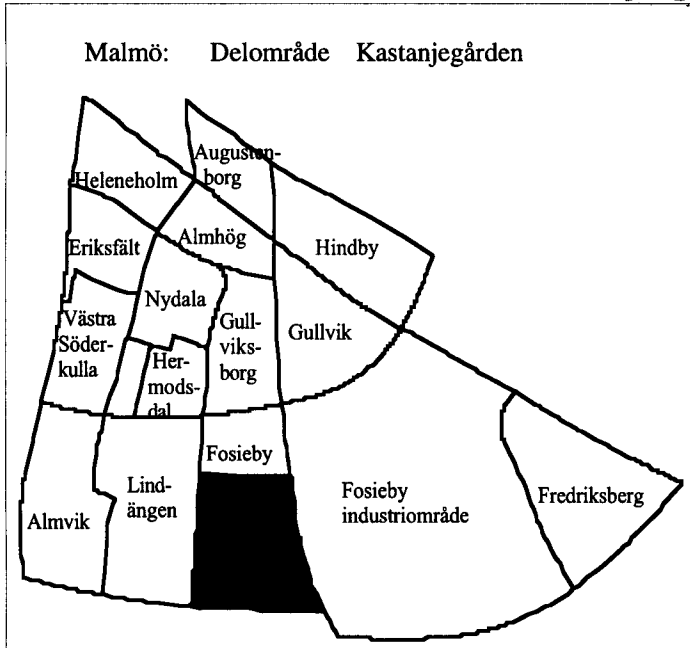 Malmö: Delområde Kastanjegården
Augusten-
borg
Heleneholm
Almhög
Eriksfält
Hindby
Nydala
Västra
Söder-
kulla
Gull-
viks-
borg
Gullvik
Her-
mods-
dal
Fosieby
Lind-
ängen
Almvik
Fosieby
industriområde
Fredriksberg